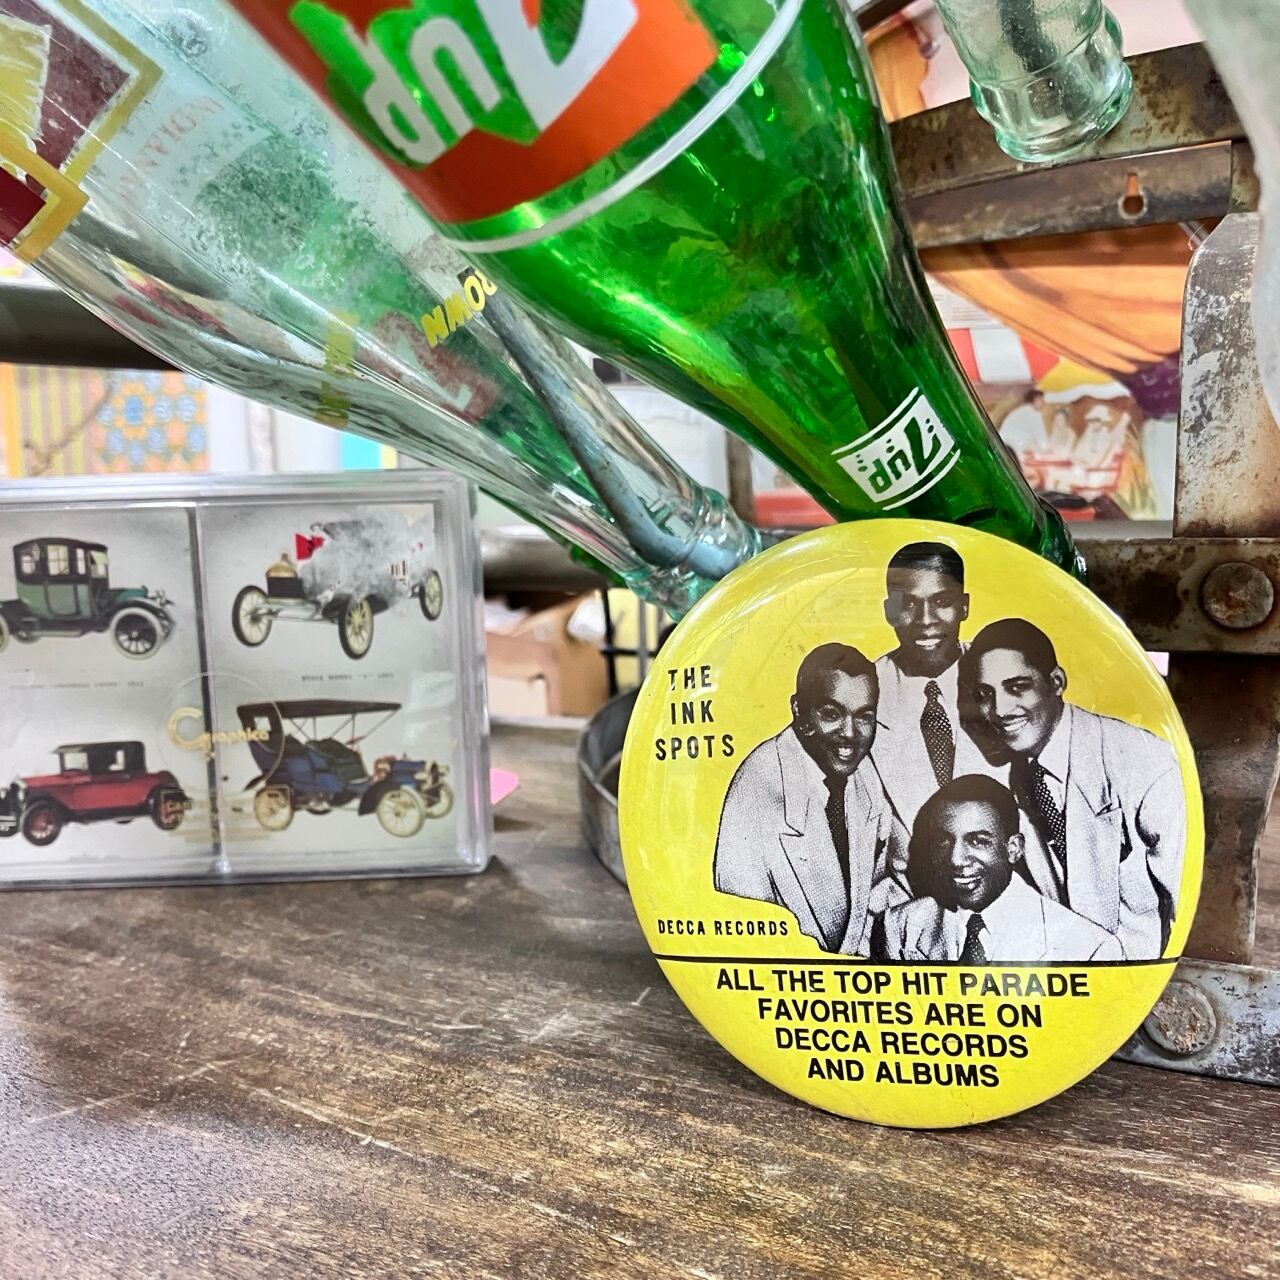 7up
7up
THE
INK
SPOTS
DECCA RECORDS
ALL THE TOP HIT PARADE
FAVORITES ARE ON
DECCA RECORDS
AND ALBUMS